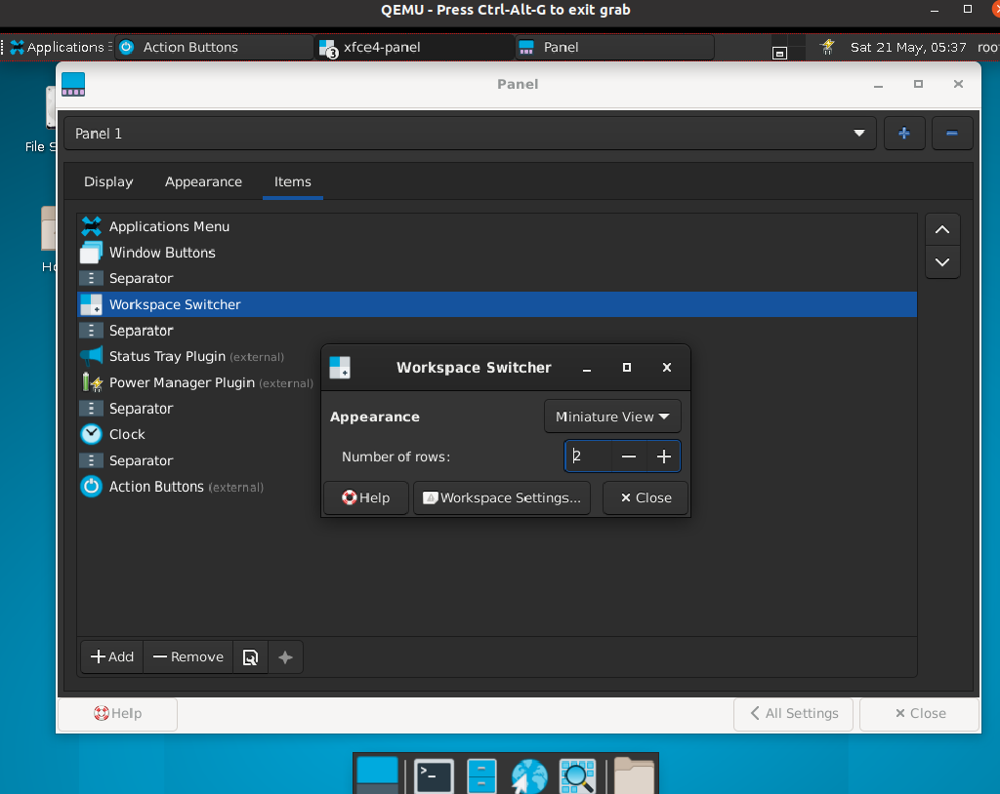 QEMU - Press Ctrl-Alt-G to exit grab
Applications Action Buttons 3 xfce4-panel Panel Sat 21 May, 05:37 root
Panel
File S
Panel 1
Display Appearance Items
Applications Menu
Window Buttons
Separator
Ho
Workspace Switcher
Separator
Status Tray Plugin (external)
Power Manager Plugin (external)
Separator
Clock
Separator
Action Buttons (external)
Workspace Switcher
Appearance Miniature View
Number of rows: 2
Help Workspace Settings... Close
Add Remove
Help All Settings Close